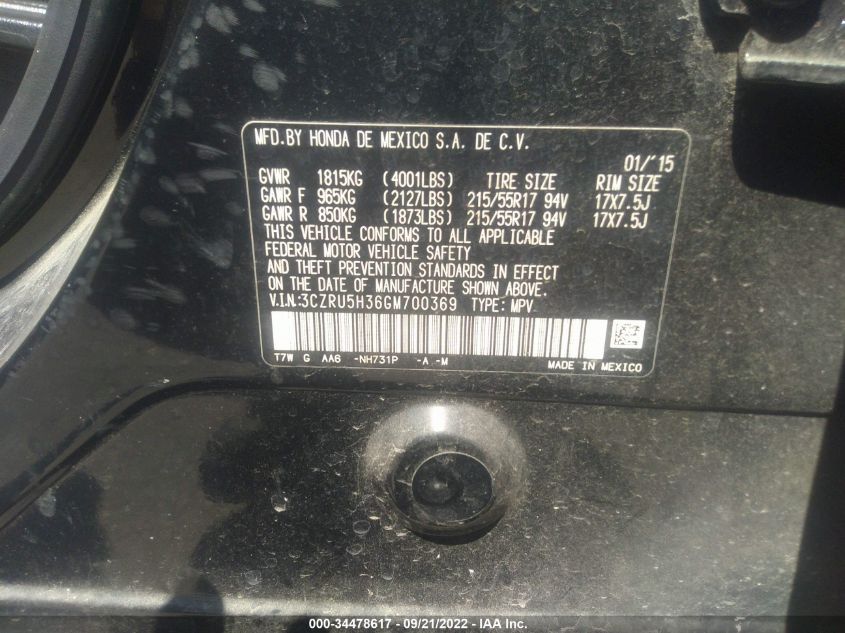 MFD.BY HONDA DE MEXICO S.A. DE C.V.
01/'15
GVWR 1815KG (4001LBS) TIRE SIZE RIM SIZE
GAWR F 965KG (2127LBS) 215/55R17 94V 17X7.5J
GAWR R 850KG (1873LBS) 215/55R17 94V 17X7.5J
THIS VEHICLE CONFORMS TO ALL APPLICABLE
FEDERAL MOTOR VEHICLE SAFETY
AND THEFT PREVENTION STANDARDS IN EFFECT
ON THE DATE OF MANUFACTURE SHOWN ABOVE.
V.I.N:3CZRU5H36GM700369 TYPE: MPV
T7W G AA6 -NH731P -A -M
MADE IN MEXICO
000-34478617 - 09/21/2022 - IAA Inc.